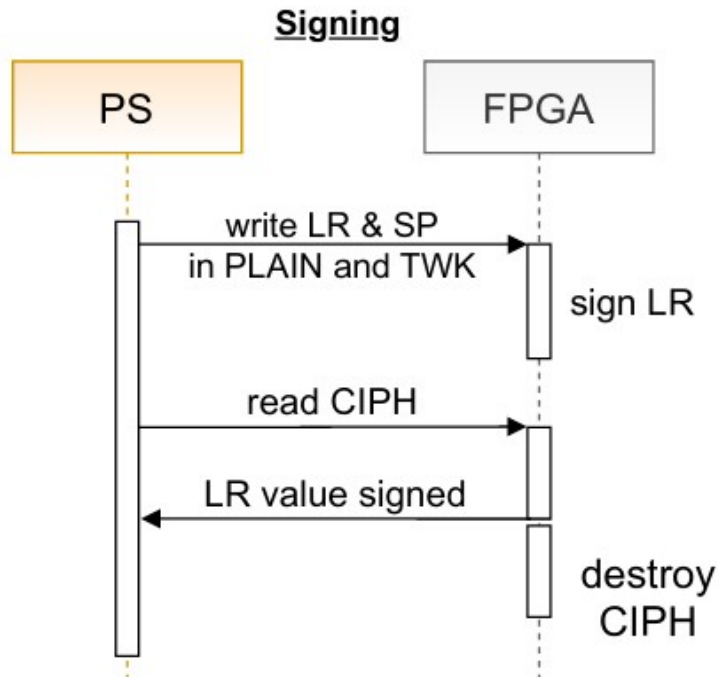 Signing
PS
FPGA
write LR & SP
in PLAIN and TWK
sign LR
read CIPH
LR value signed
destroy
CIPH